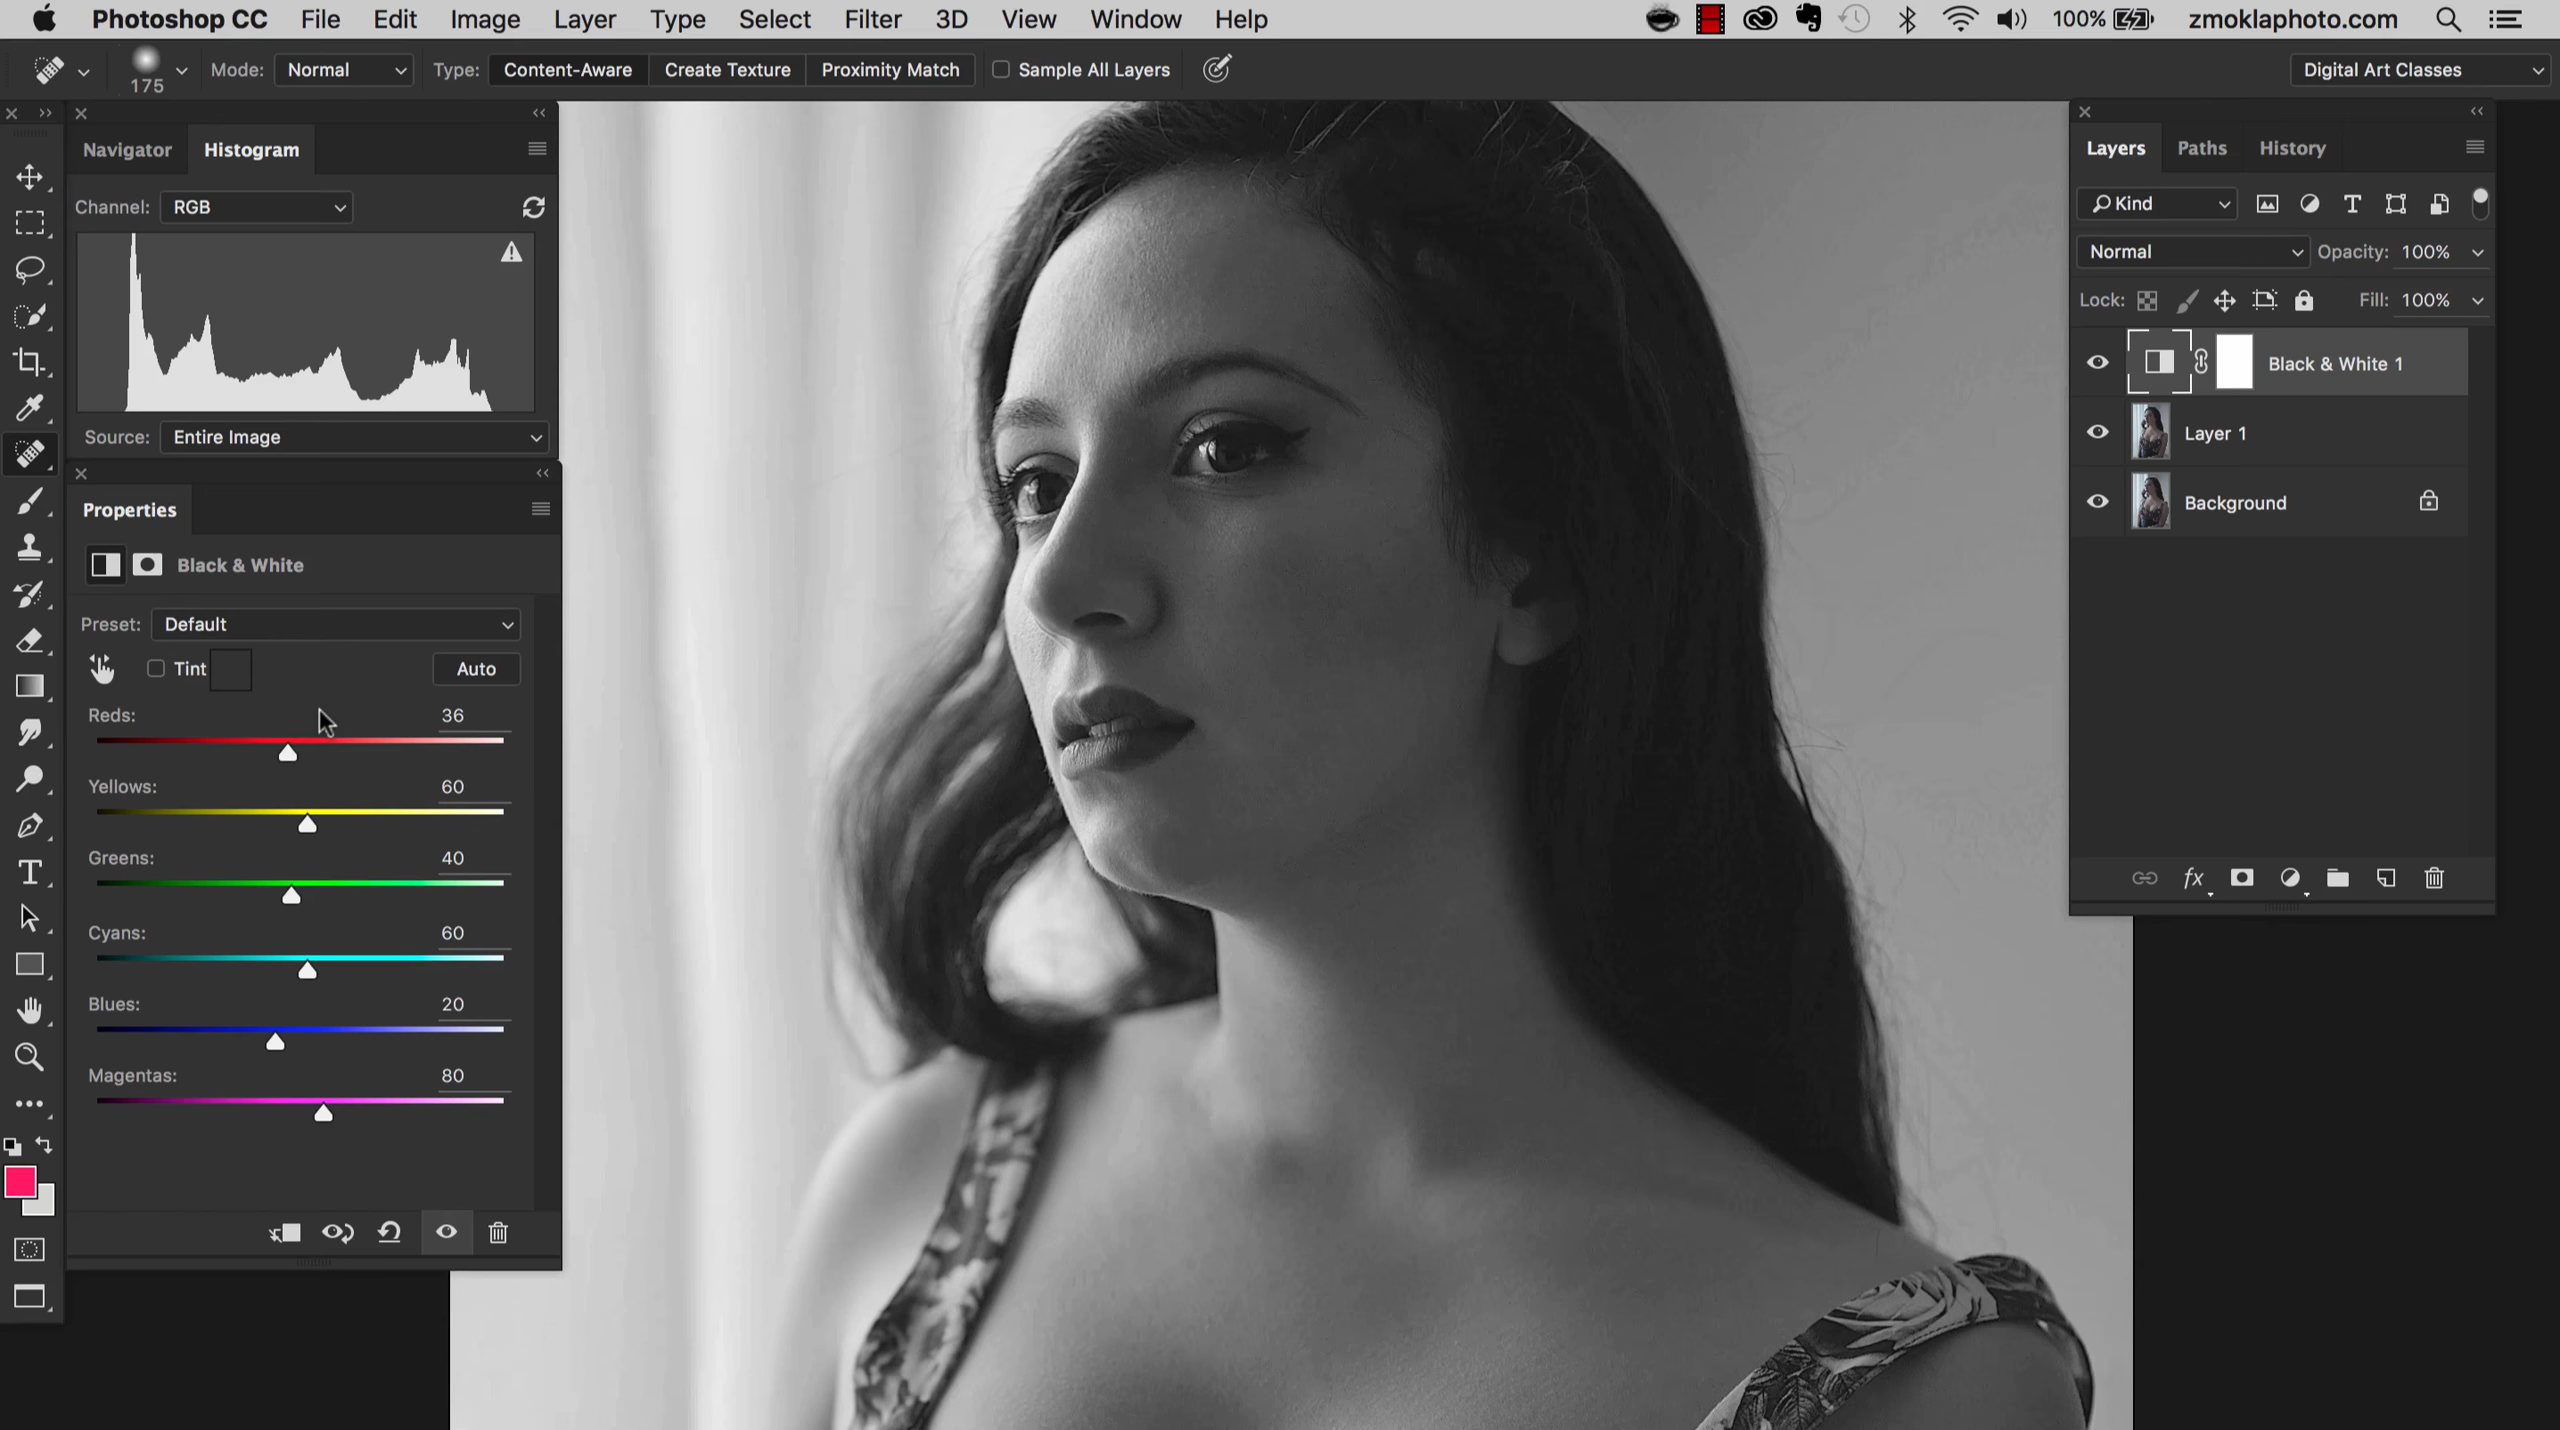 Photoshop CC File Edit Image Layer Type Select Filter 3D View Window Help 100% zmoklaphoto.com
175 Mode: Normal Type: Content-Aware Create Texture Proximity Match Sample All Layers Digital Art Classes
Navigator Histogram
Channel: RGB
Source: Entire Image
Properties
Black & White
Preset: Default
Tint Auto
Reds: 36
Yellows: 60
Greens: 40
Cyans: 60
Blues: 20
Magentas: 80
Layers Paths History
Kind
Normal Opacity: 100%
Lock: Fill: 100%
Black & White 1
Layer 1
Background
fx